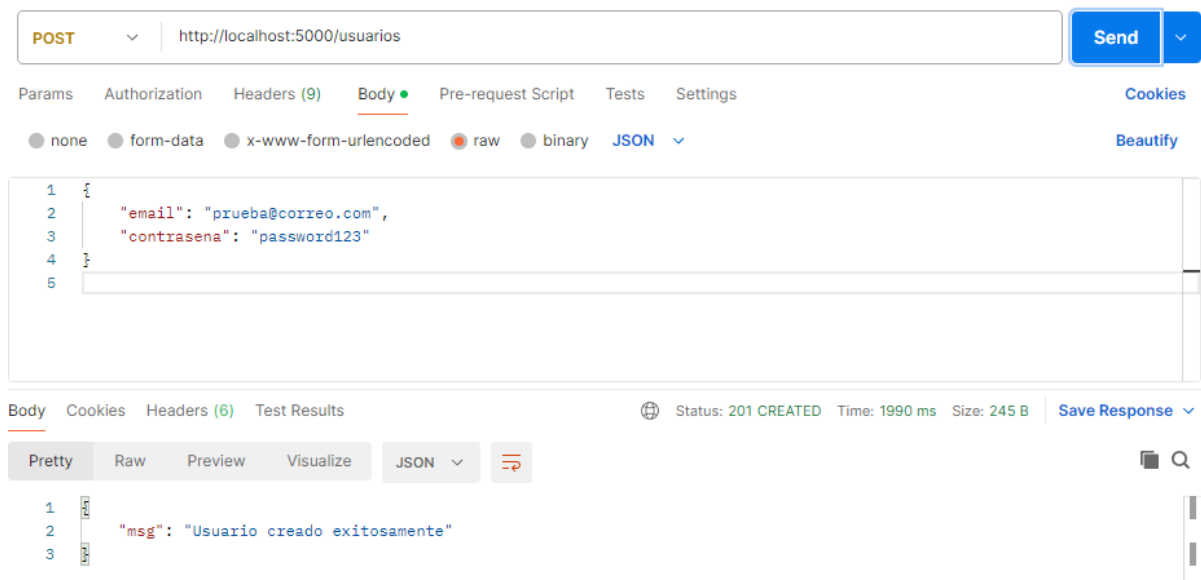 POST http://localhost:5000/usuarios Send
Params Authorization Headers (9) Body Pre-request Script Tests Settings Cookies
none form-data x-www-form-urlencoded raw binary JSON Beautify
1 {
2 "email": "prueba@correo.com",
3 "contrasena": "password123"
4 }
5
Body Cookies Headers (6) Test Results Status: 201 CREATED Time: 1990 ms Size: 245 B Save Response
Pretty Raw Preview Visualize JSON
1 {
2 "msg": "Usuario creado exitosamente"
3 }